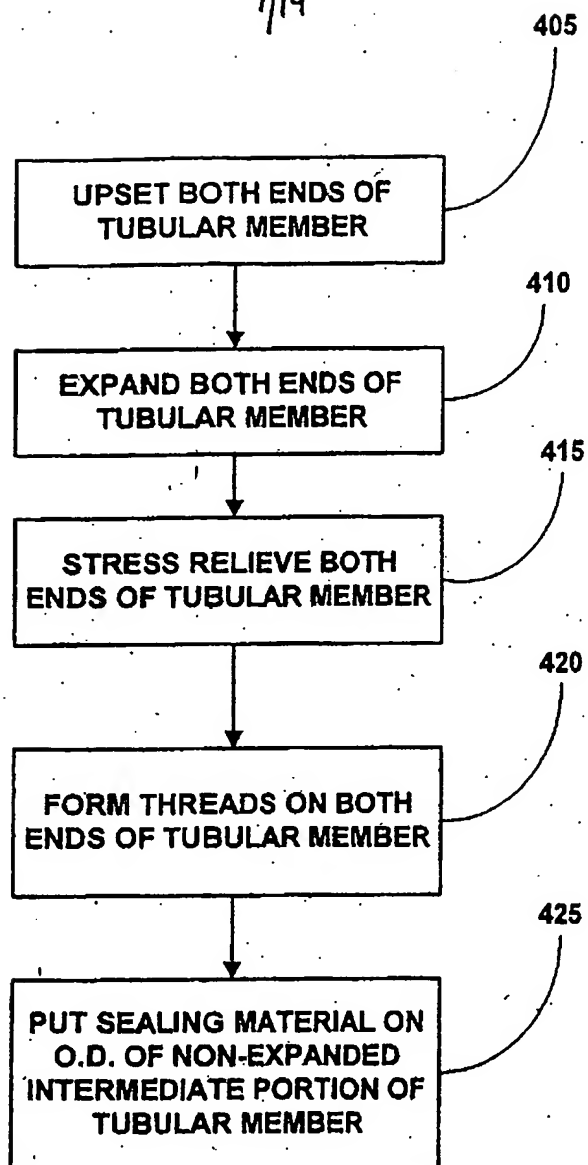 7/19
405
UPSET BOTH ENDS OF
TUBULAR MEMBER
410
EXPAND BOTH ENDS OF
TUBULAR MEMBER
415
STRESS RELIEVE BOTH
ENDS OF TUBULAR MEMBER
420
FORM THREADS ON BOTH
ENDS OF TUBULAR MEMBER
425
PUT SEALING MATERIAL ON
O.D. OF NON-EXPANDED
INTERMEDIATE PORTION OF
TUBULAR MEMBER